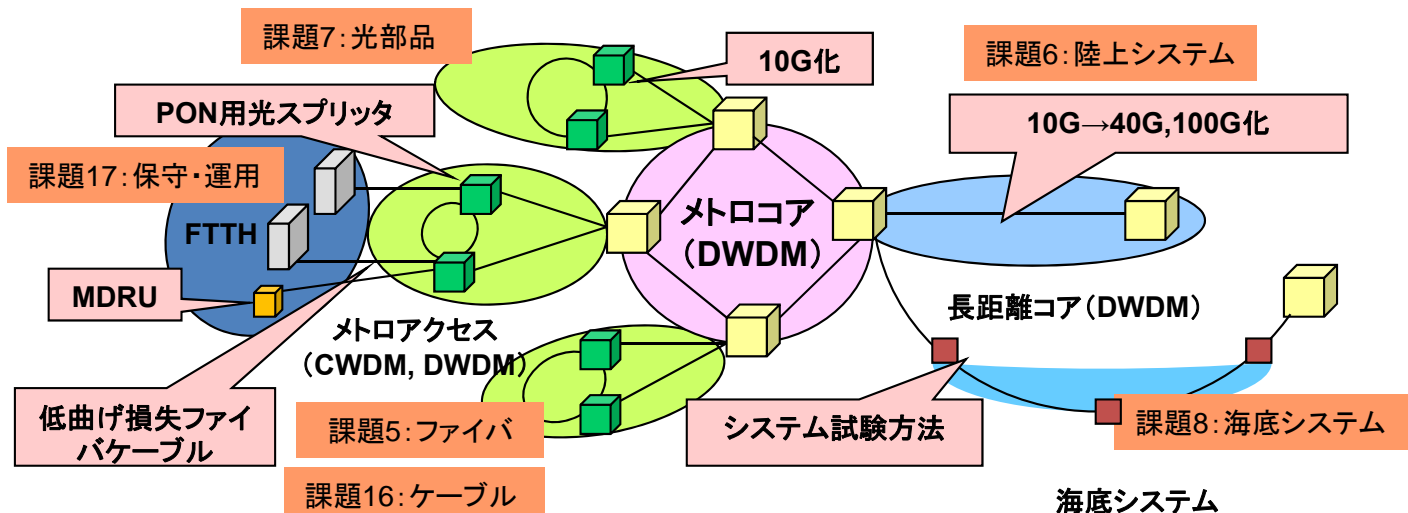 課題7：光部品
10G化
課題6：陸上システム
PON用光スプリッタ
10G→40G,100G化
課題17：保守・運用
メトロコア
（DWDM）
FTTH
MDRU
長距離コア（DWDM）
メトロアクセス
（CWDM, DWDM）
低曲げ損失ファイ
バケーブル
課題5：ファイバ
システム試験方法
課題8：海底システム
課題16：ケーブル
海底システム